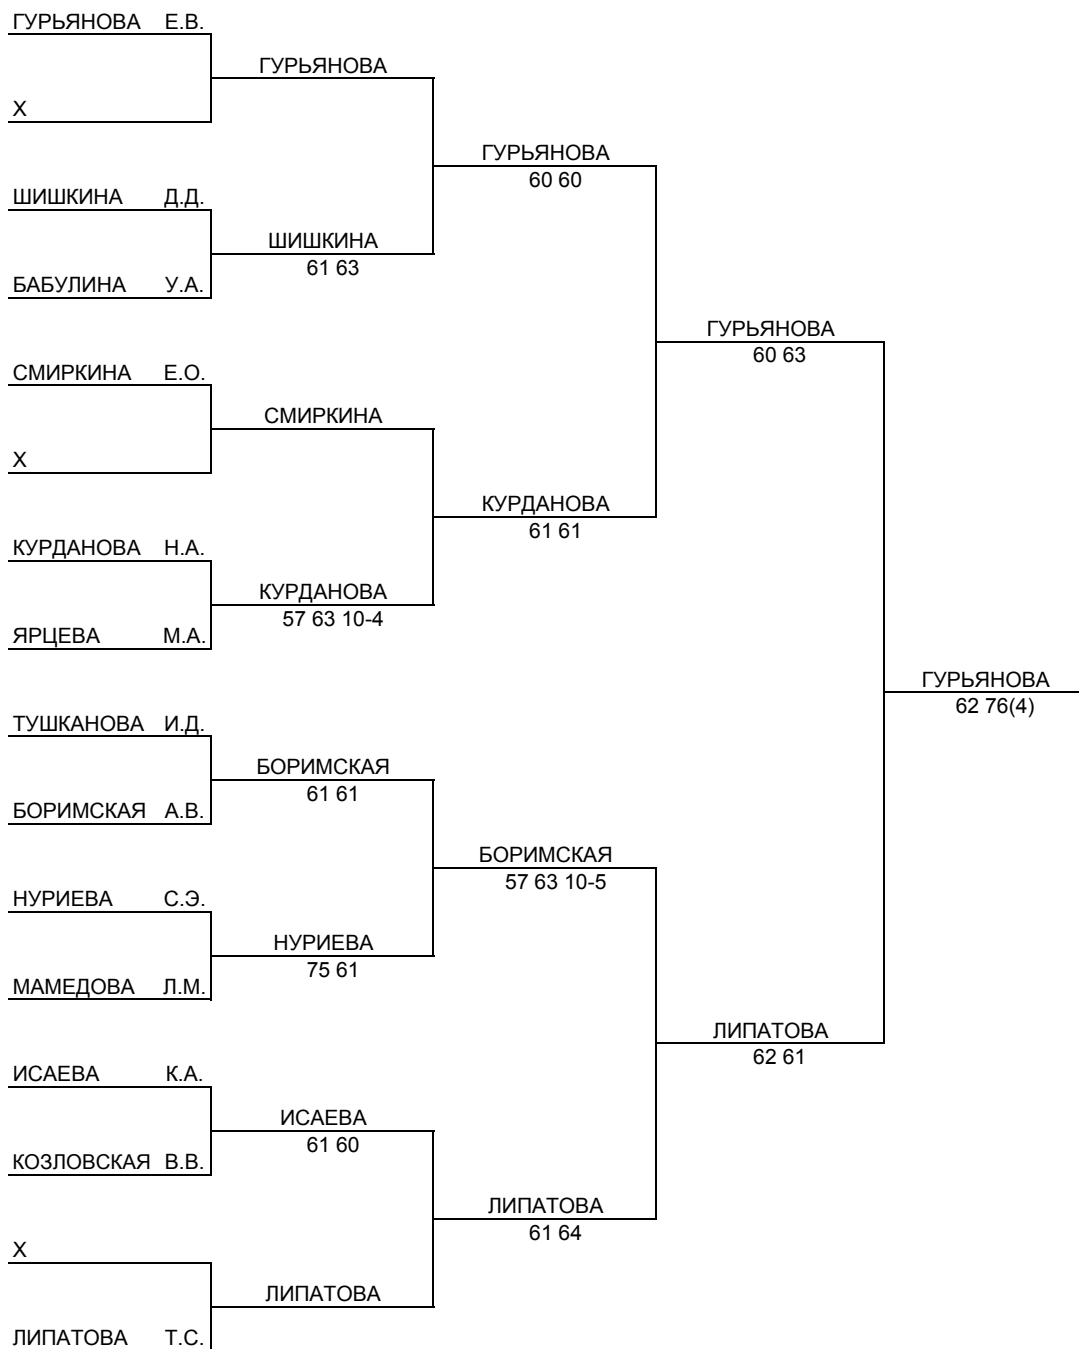 ГУРЬЯНОВА Е.В.
ГУРЬЯНОВА
Х
ГУРЬЯНОВА
60 60
ШИШКИНА Д.Д.
ШИШКИНА
61 63
БАБУЛИНА У.А.
ГУРЬЯНОВА
60 63
СМИРКИНА Е.О.
СМИРКИНА
Х
КУРДАНОВА
61 61
КУРДАНОВА Н.А.
КУРДАНОВА
57 63 10-4
ЯРЦЕВА М.А.
ГУРЬЯНОВА
62 76(4)
ТУШКАНОВА И.Д.
БОРИМСКАЯ
61 61
БОРИМСКАЯ А.В.
БОРИМСКАЯ
57 63 10-5
НУРИЕВА С.Э.
НУРИЕВА
75 61
МАМЕДОВА Л.М.
ЛИПАТОВА
62 61
ИСАЕВА К.А.
ИСАЕВА
61 60
КОЗЛОВСКАЯ В.В.
ЛИПАТОВА
61 64
Х
ЛИПАТОВА
ЛИПАТОВА Т.С.